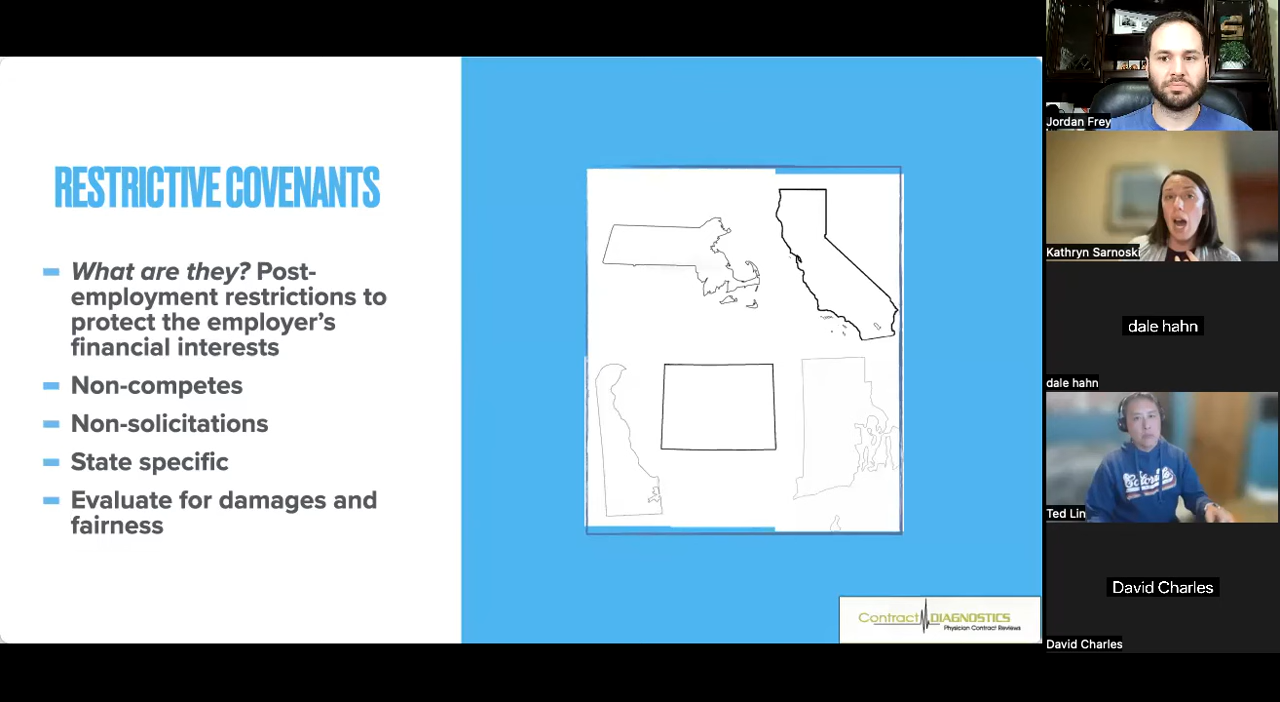 RESTRICTIVE COVENANTS
What are they? Post-
employment restrictions to
protect the employer's
financial interests
Non-competes
Non-solicitations
State specific
Evaluate for damages and
fairness
ContractDIAGNOSTICS
Physician Contract Reviews
Jordan Frey
Kathryn Sarnoski
dale hahn
dale hahn
Ted Lin
David Charles
David Charles